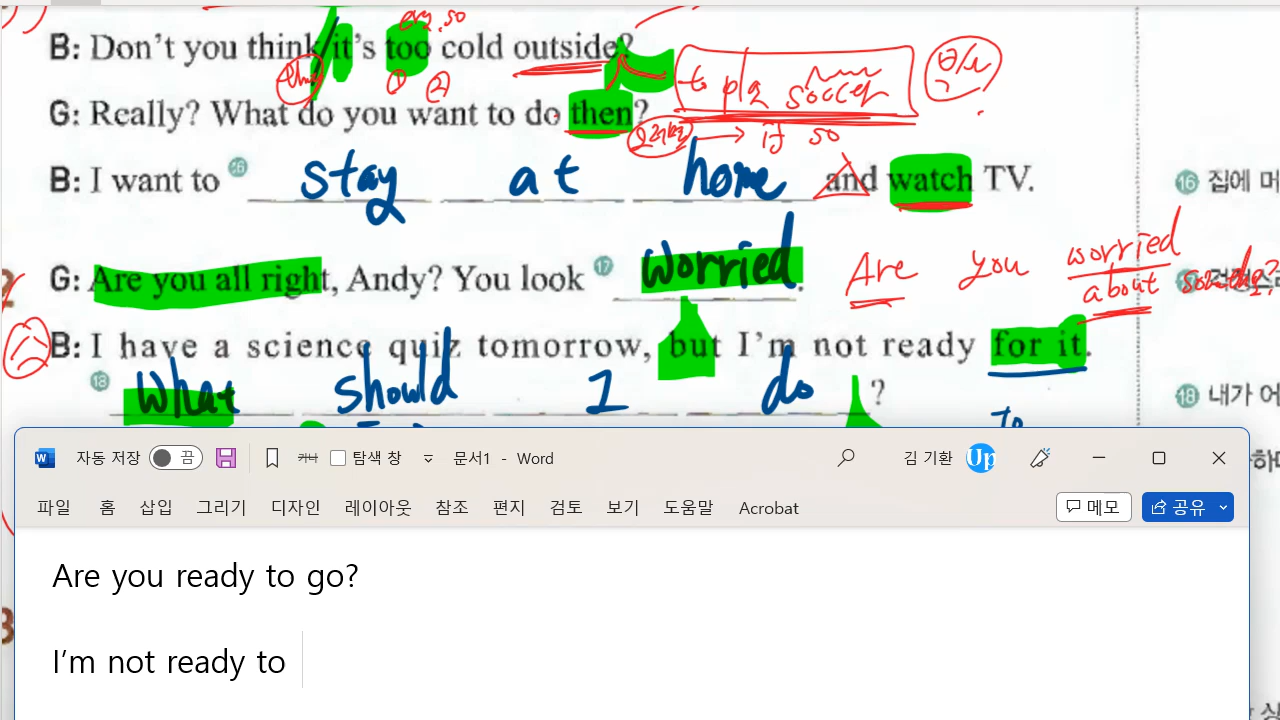 B: Don't you think it's too cold outside?
to play soccer
G: Really? What do you want to do then?
if so
B: I want to 16 stay at home and watch TV.
16 집에 머
G: Are you all right, Andy? You look 17 worried.
Are you worried about
B: I have a science quiz tomorrow, but I'm not ready for it.
18 What should I do ?
18 내가 어
to
자동 저장 끔 가나 탐색 창 문서1 - Word 김 기환 Up
파일 홈 삽입 그리기 디자인 레이아웃 참조 편지 검토 보기 도움말 Acrobat 메모 공유
Are you ready to go?
I'm not ready to